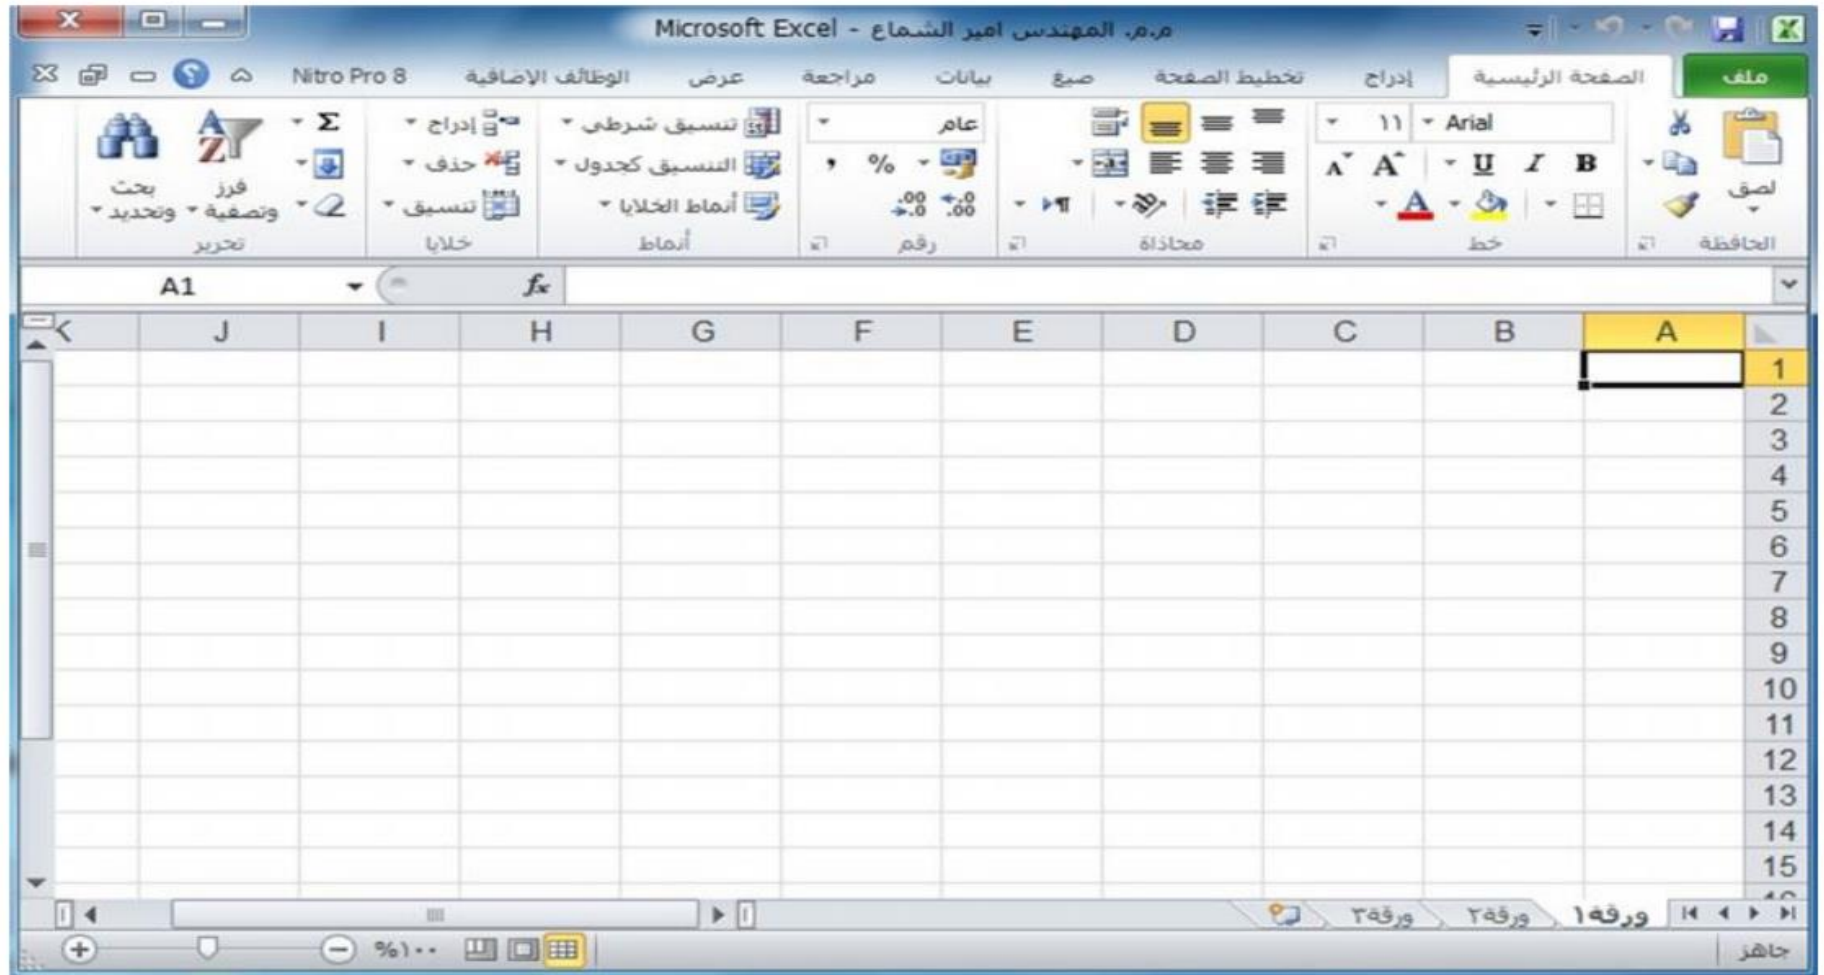 م.م. المهندس امير الشماع - Microsoft Excel
ملف الصفحة الرئيسية إدراج تخطيط الصفحة صيغ بيانات مراجعة عرض الوظائف الإضافية Nitro Pro 8
Arial ١١ عام تنسيق شرطي إدراج Σ
B I U A A % , التنسيق كجدول حذف
لصق A أنماط الخلايا تنسيق فرز وتصفية بحث وتحديد
الحافظة خط محاذاة رقم أنماط خلايا تحرير
A1 fx
A B C D E F G H I J K
1
2
3
4
5
6
7
8
9
10
11
12
13
14
15
ورقة١ ورقة٢ ورقة٣
جاهز ١٠٠%